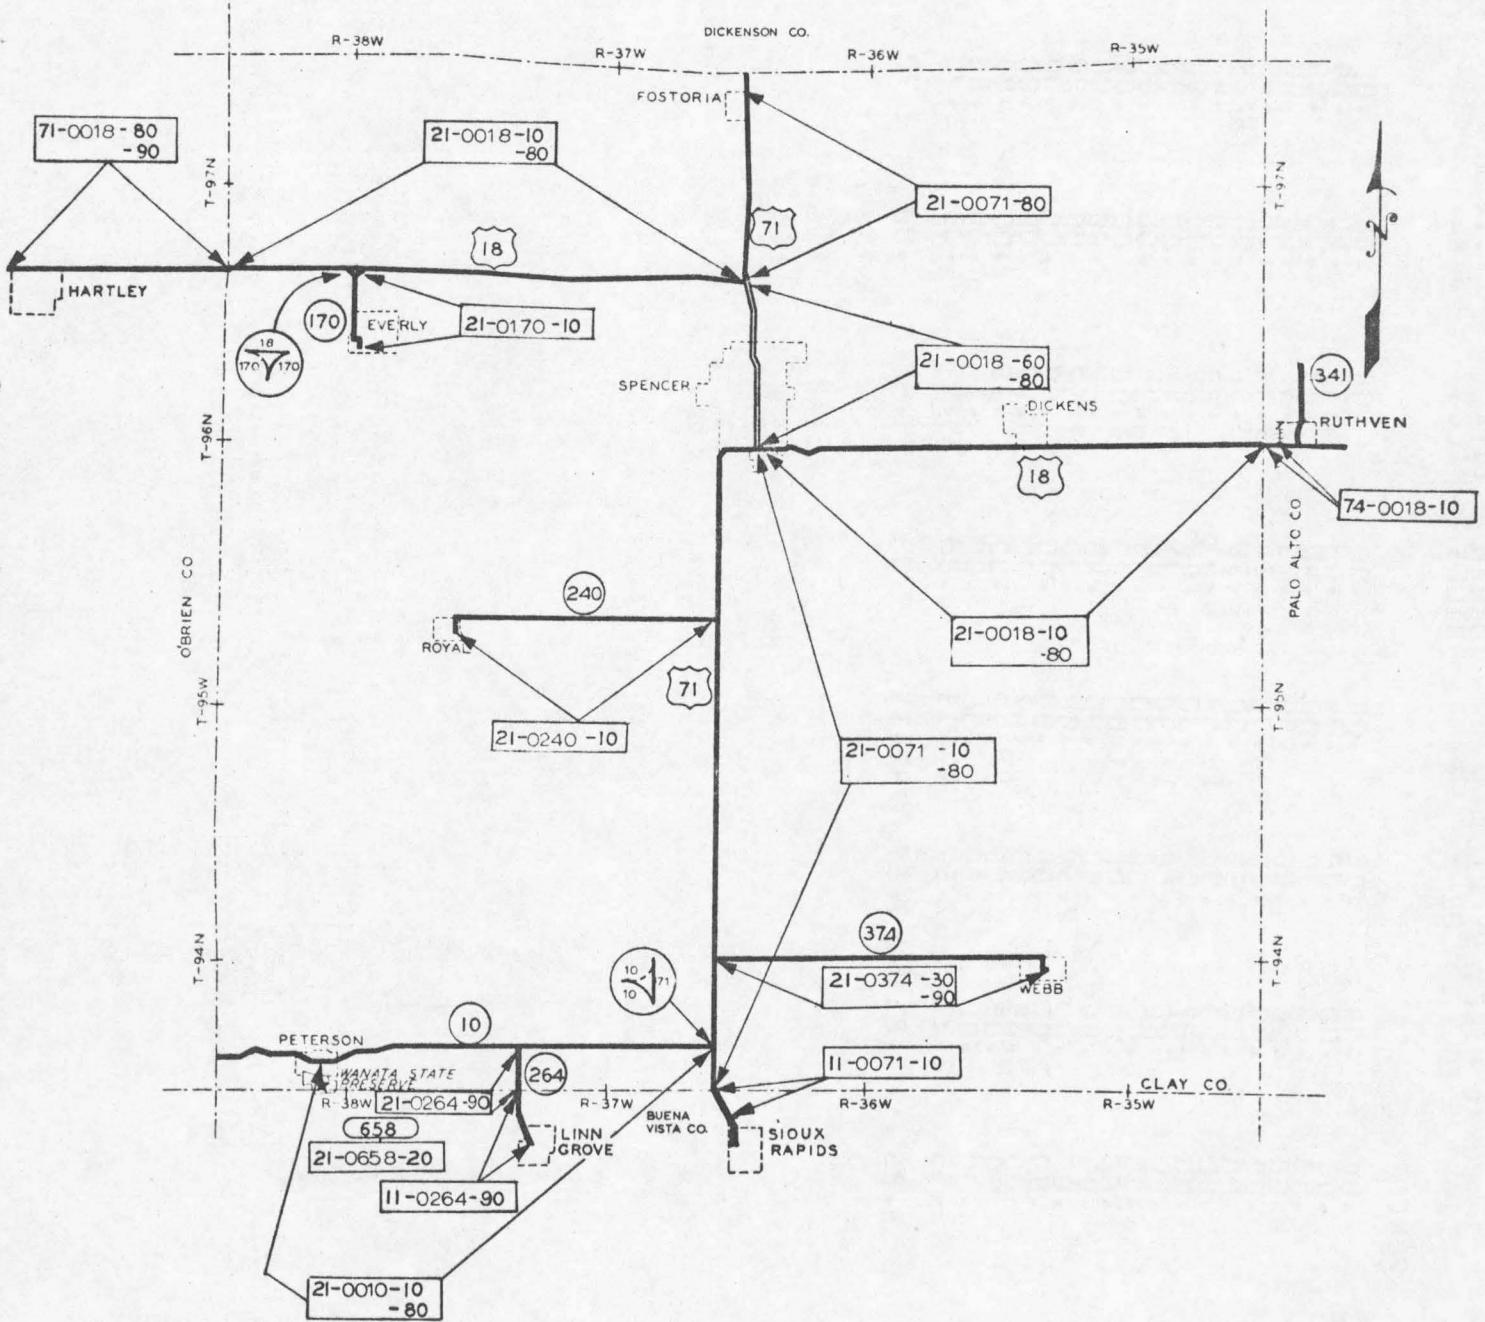 DICKENSON CO.
R-38W
R-37W
R-36W
R-35W
FOSTORIA
71-0018-80
-90
21-0018-10
-80
T-97N
T-97N
21-0071-80
71
18
HARTLEY
170
EVERLY
21-0170-10
18
170 170
21-0018-60
-80
SPENCER
DICKENS
341
RUTHVEN
T-96N
18
74-0018-10
O'BRIEN CO
PALO ALTO CO
240
ROYAL
21-0018-10
-80
71
T-95W
T-95N
21-0240-10
21-0071-10
-80
374
T-94N
T-94N
21-0374-30
-90
WEBB
10
10
71
PETERSON
10
WANATA STATE
PRESERVE
264
11-0071-10
CLAY CO.
R-38W
21-0264-90
R-37W
R-36W
R-35W
BUENA
VISTA CO.
658
LINN
GROVE
SIOUX
RAPIDS
21-0658-20
11-0264-90
21-0010-10
-80